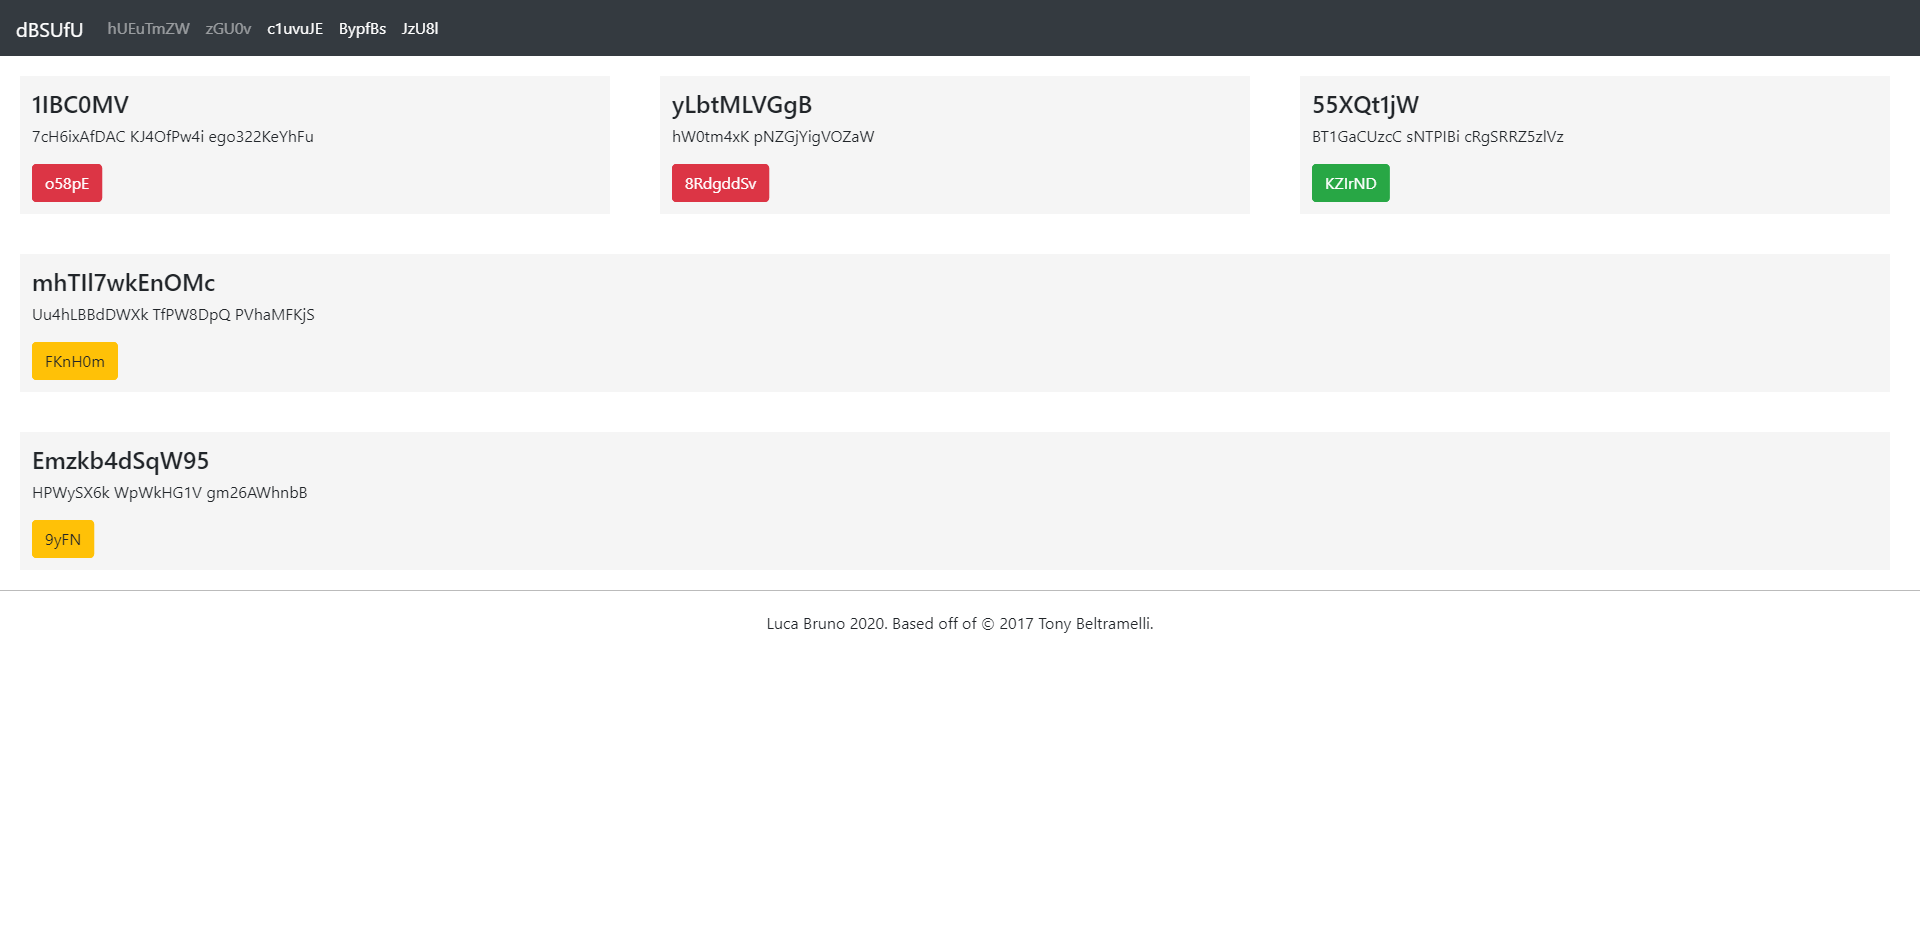 dBSUfU hUEuTmZW zGU0v c1uvuJE BypfBs JzU8l
1IBC0MV
7cH6ixAfDAC KJ4OfPw4i ego322KeYhFu
o58pE
yLbtMLVGgB
hW0tm4xK pNZGjYigVOZaW
8RdgddSv
55XQt1jW
BT1GaCUzcC sNTPIBi cRgSRRZ5zlVz
KZIrND
mhTIl7wkEnOMc
Uu4hLBBdDWXk TfPW8DpQ PVhaMFKjS
FKnH0m
Emzkb4dSqW95
HPWySX6k WpWkHG1V gm26AWhnbB
9yFN
Luca Bruno 2020. Based off of © 2017 Tony Beltramelli.